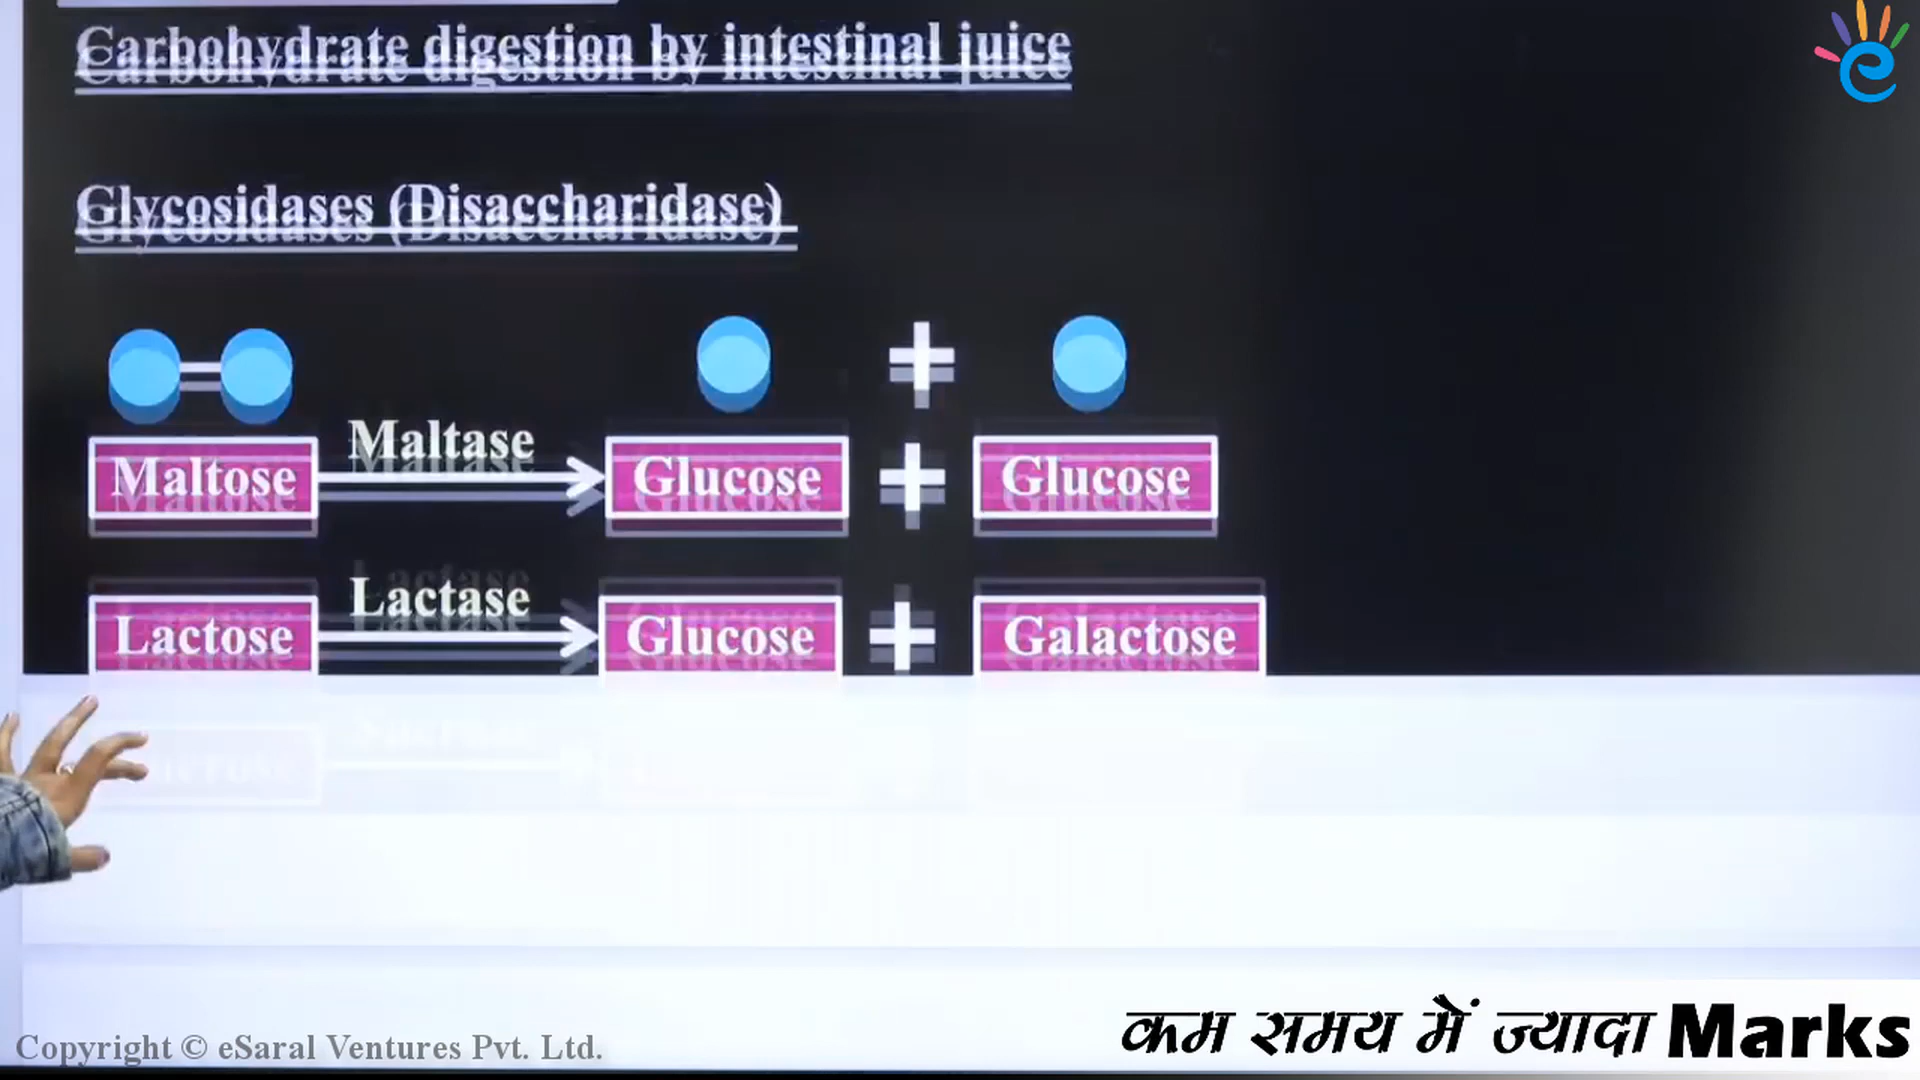 Carbohydrate digestion by intestinal juice
Glycosidases (Disaccharidase)
Maltose
Maltase
Glucose
+
Glucose
Lactose
Lactase
Glucose
+
Galactose
कम समय में ज्यादा Marks
Copyright © eSaral Ventures Pvt. Ltd.